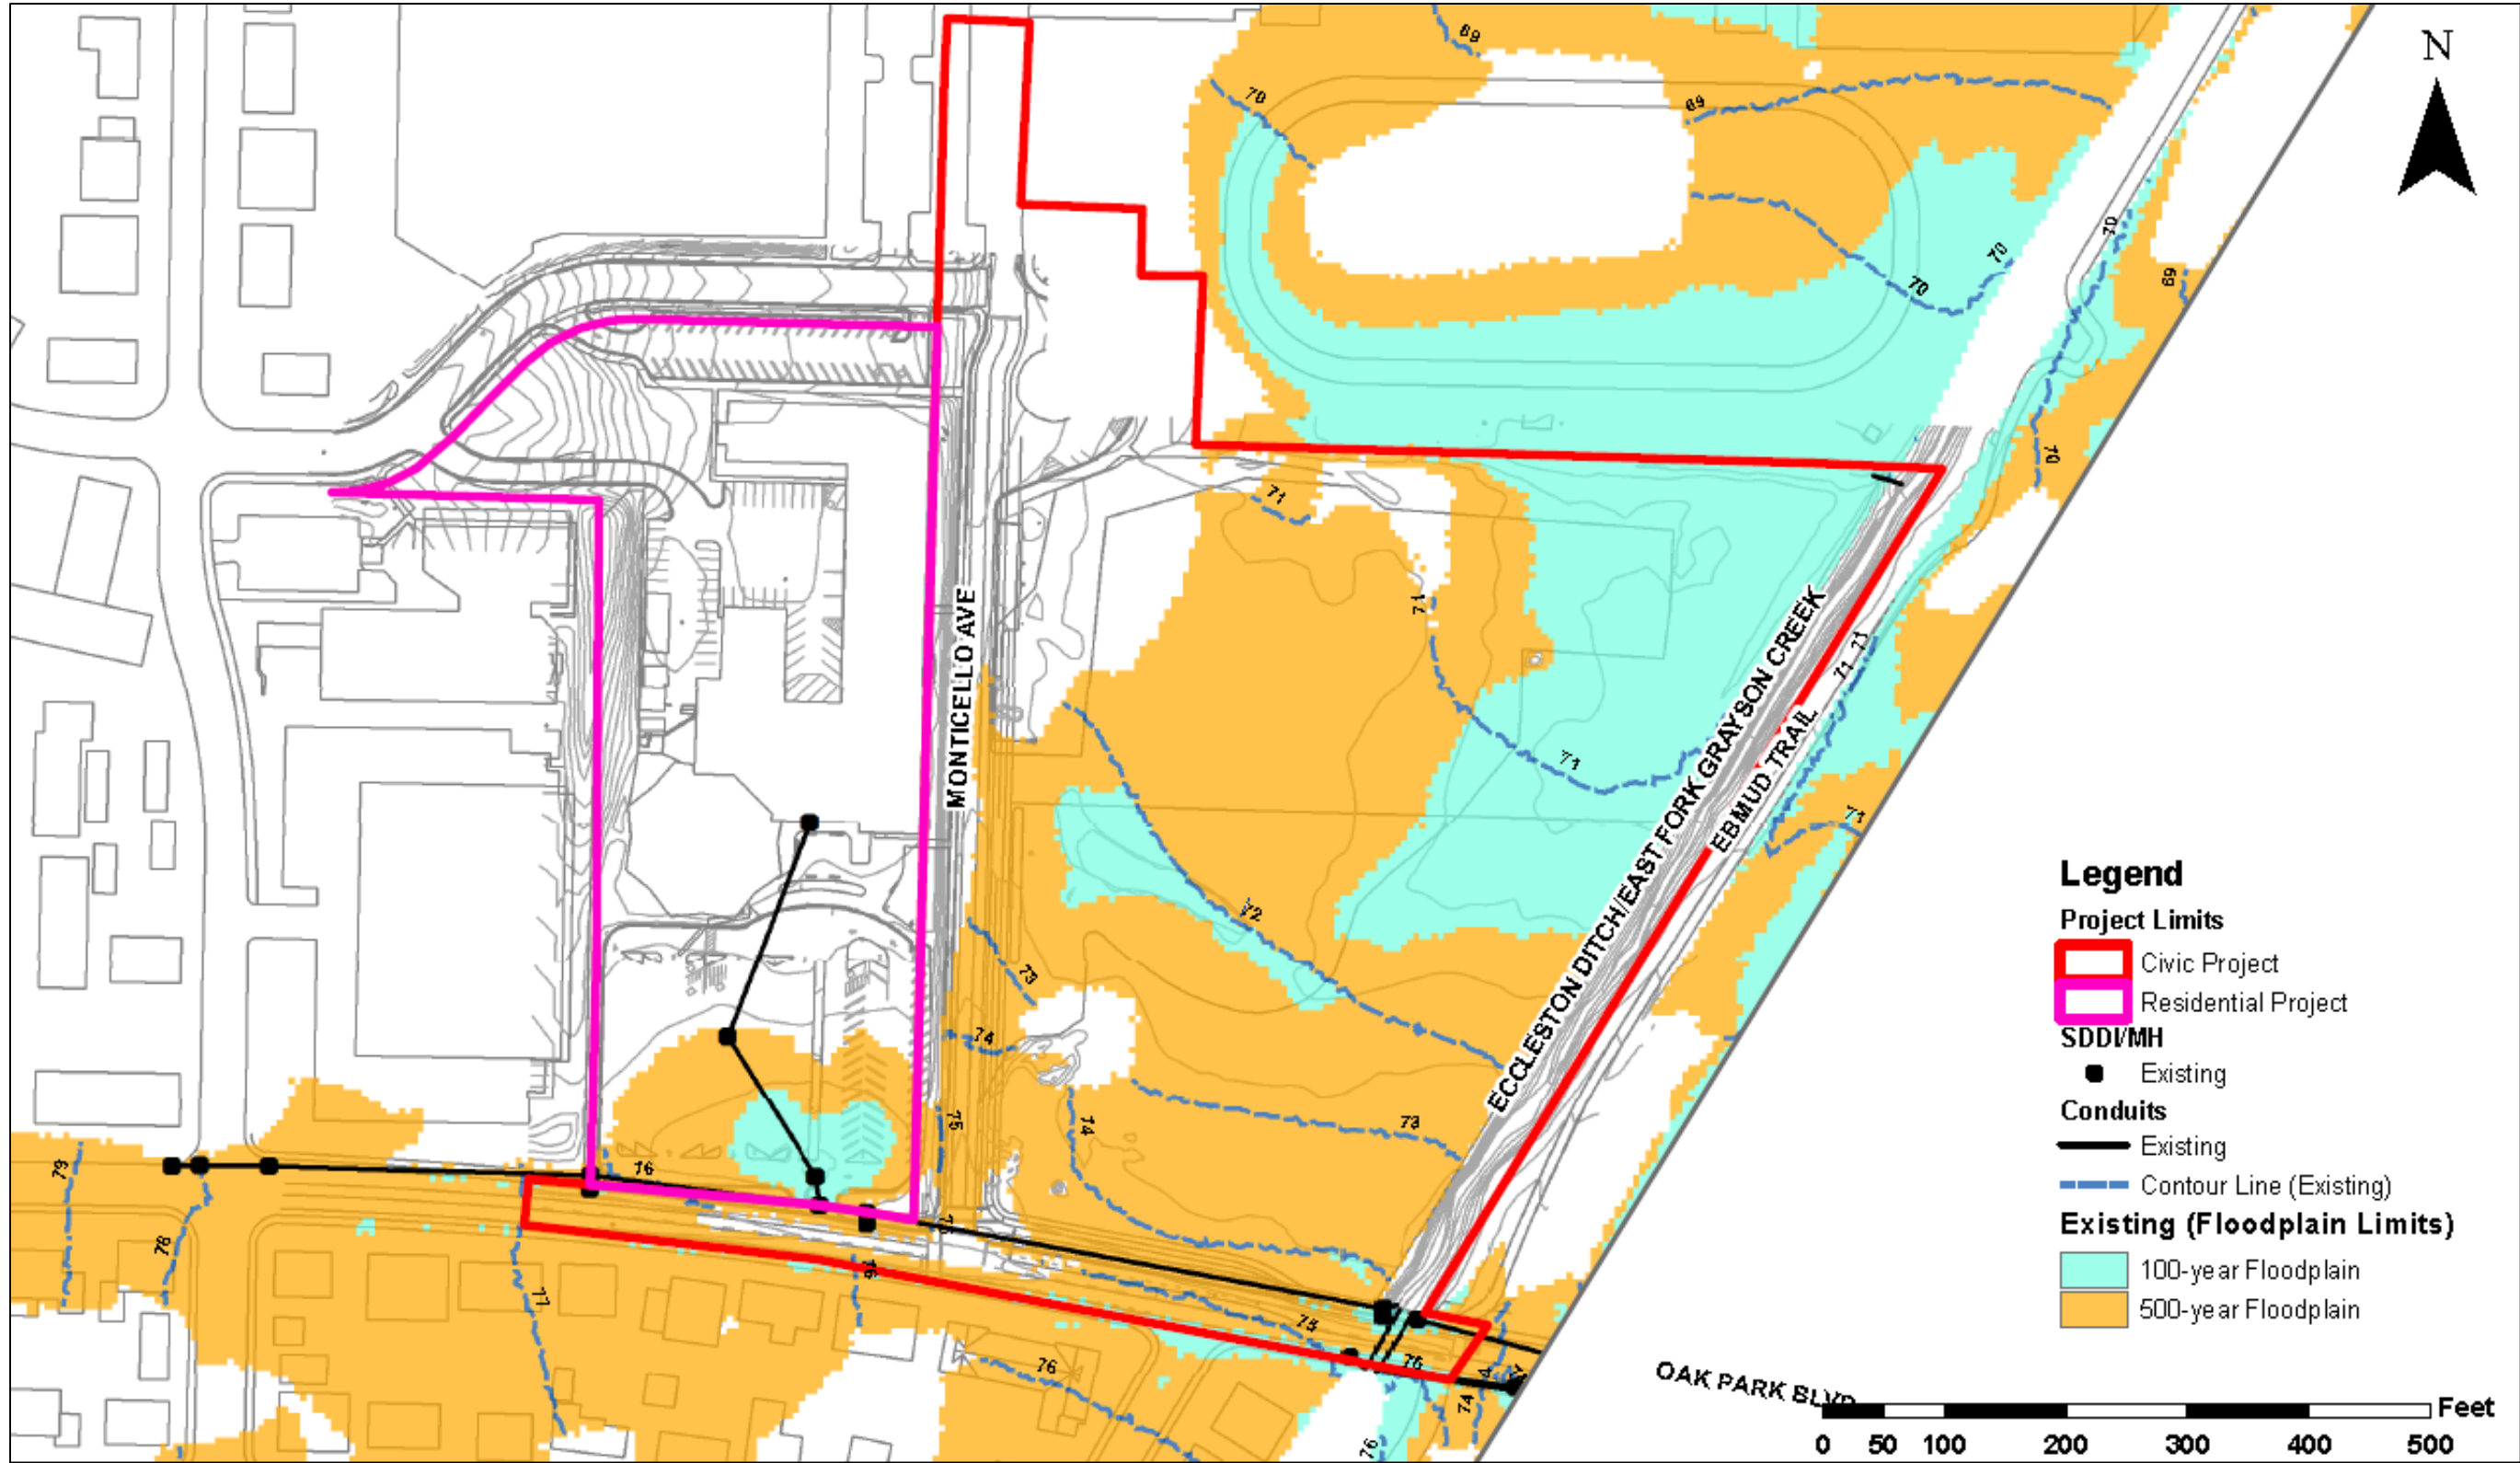 69
N
70
69
70
70
69
70
70
71
71
71
71
MONTICELLO AVE
ECCLESTON DITCH/EAST FORK GRAYSON CREEK
EBMUD TRAIL
71
71
72
73
74
73
74
75
76
79
78
77
76
75
76
76
74
76
OAK PARK BLVD
Legend
Project Limits
Civic Project
Residential Project
SDDI/MH
Existing
Conduits
Existing
Contour Line (Existing)
Existing (Floodplain Limits)
100-year Floodplain
500-year Floodplain
Feet
0 50 100 200 300 400 500